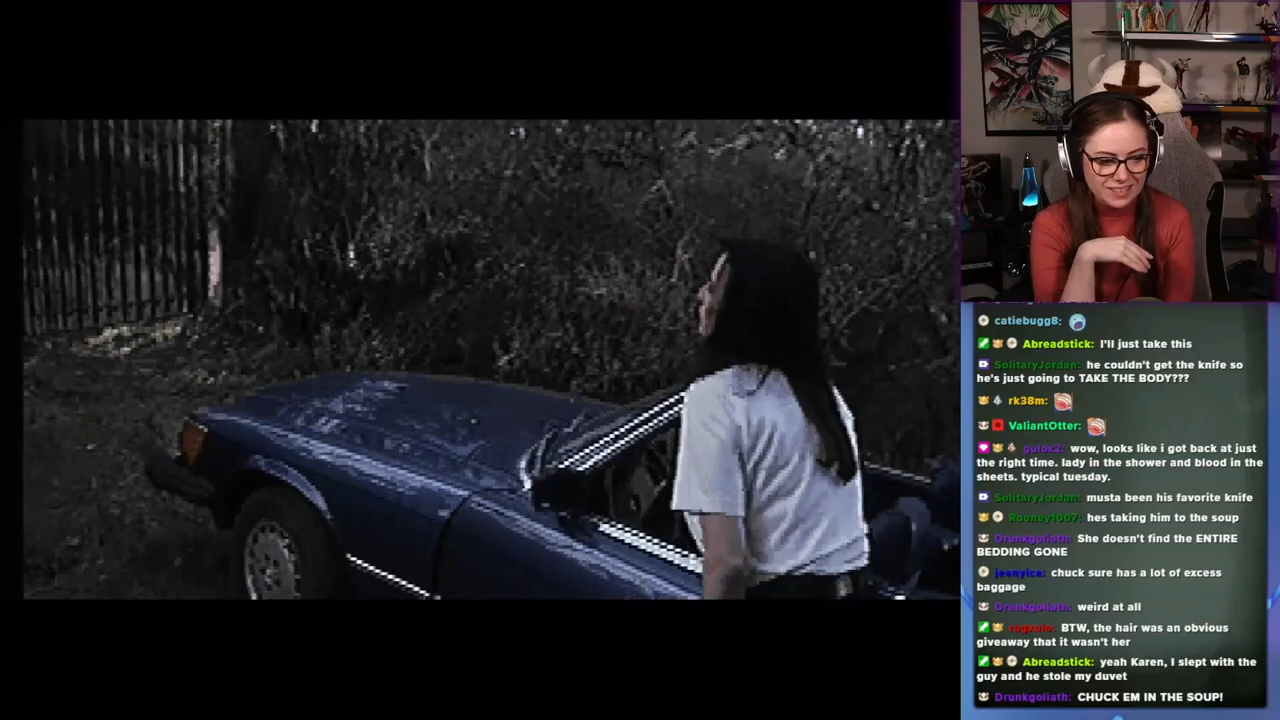 catiebugg8:
Abreadstick: I'll just take this
SolitaryJordan: he couldn't get the knife so
he's just going to TAKE THE BODY???
rk38m:
ValiantOtter:
gulox2: wow, looks like i got back at just
the right time. lady in the shower and blood in the
sheets. typical tuesday.
SolitaryJordan: musta been his favorite knife
Rooney1007: hes taking him to the soup
Drunkgoliath: She doesn't find the ENTIRE
BEDDING GONE
jeenyice: chuck sure has a lot of excess
baggage
Drunkgoliath: weird at all
BTW, the hair was an obvious
giveaway that it wasn't her
Abreadstick: yeah Karen, I slept with the
guy and he stole my duvet
Drunkgoliath: CHUCK EM IN THE SOUP!